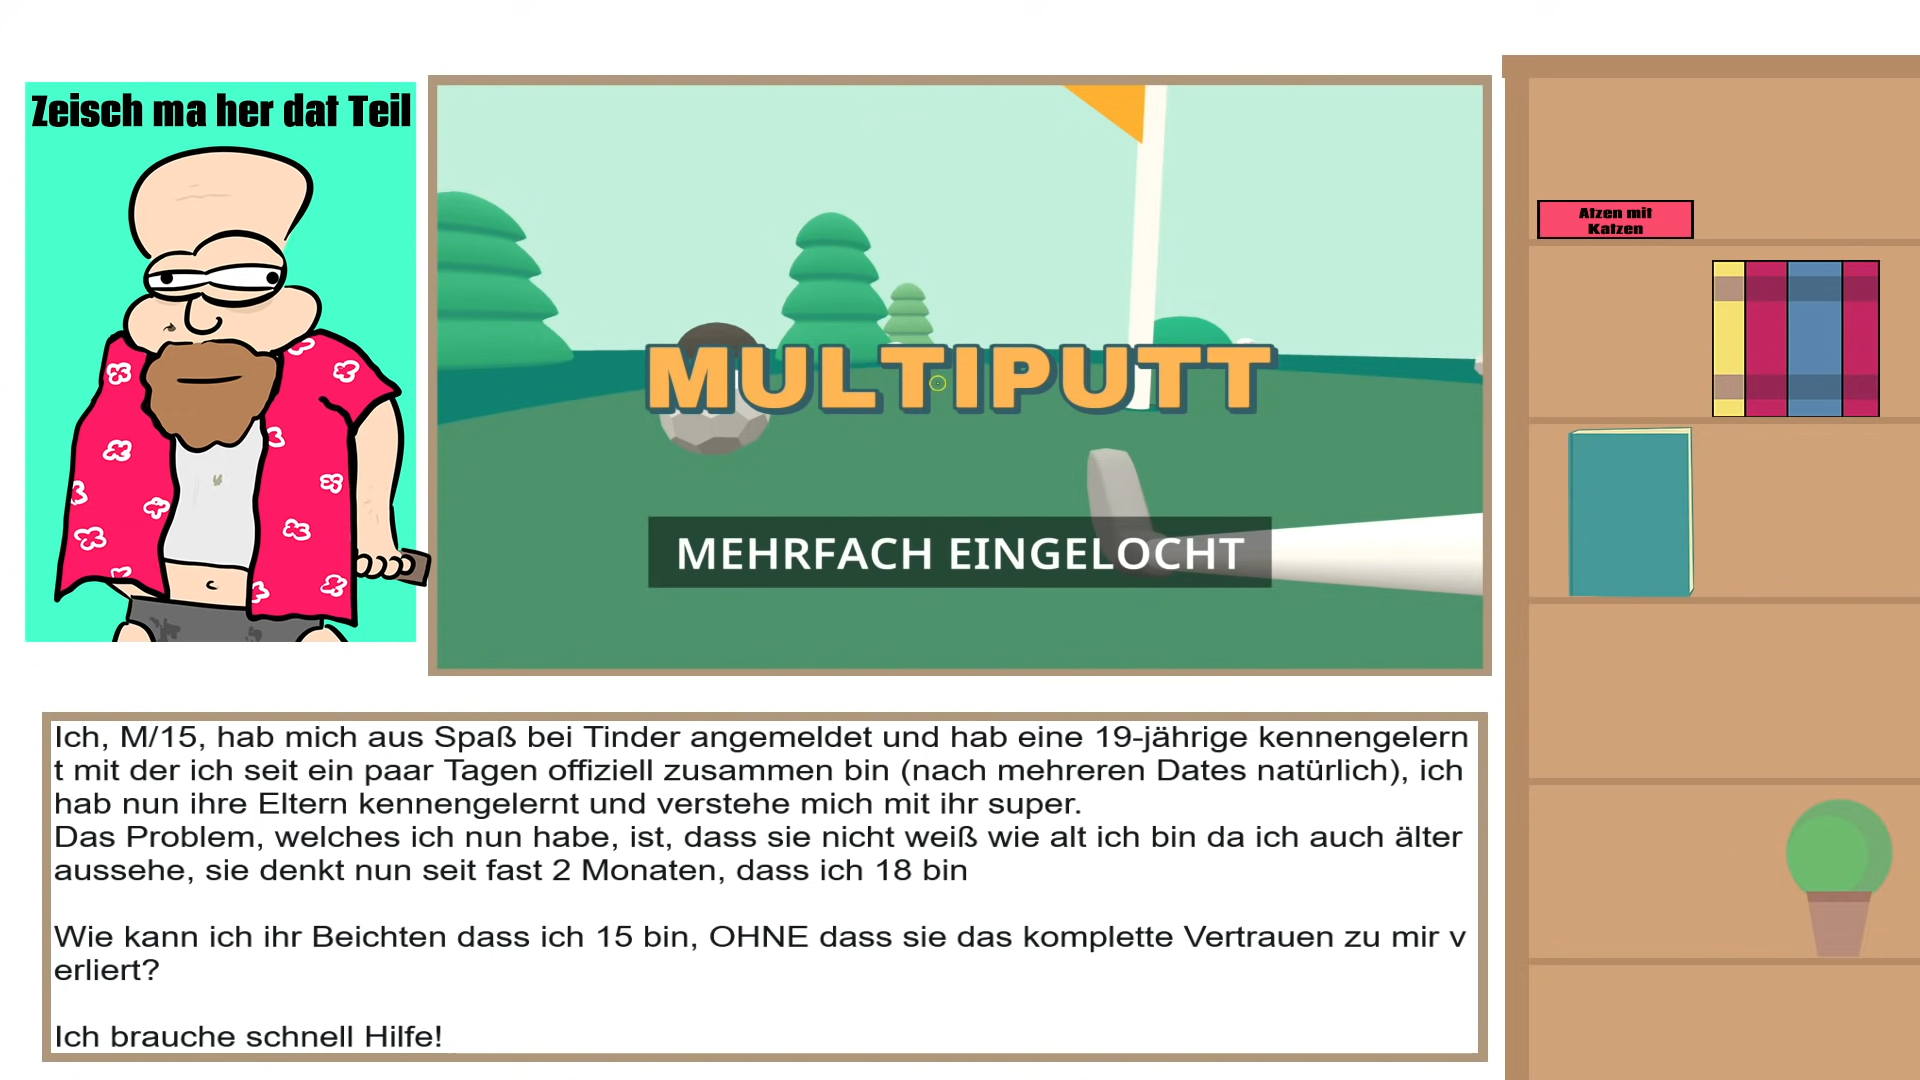 Zeisch ma her dat Teil
MULTIPUTT
MEHRFACH EINGELOCHT
Atzen mit
Katzen
Ich, M/15, hab mich aus Spaß bei Tinder angemeldet und hab eine 19-jährige kennengelern
t mit der ich seit ein paar Tagen offiziell zusammen bin (nach mehreren Dates natürlich), ich
hab nun ihre Eltern kennengelernt und verstehe mich mit ihr super.
Das Problem, welches ich nun habe, ist, dass sie nicht weiß wie alt ich bin da ich auch älter
aussehe, sie denkt nun seit fast 2 Monaten, dass ich 18 bin
Wie kann ich ihr Beichten dass ich 15 bin, OHNE dass sie das komplette Vertrauen zu mir v
erliert?
Ich brauche schnell Hilfe!